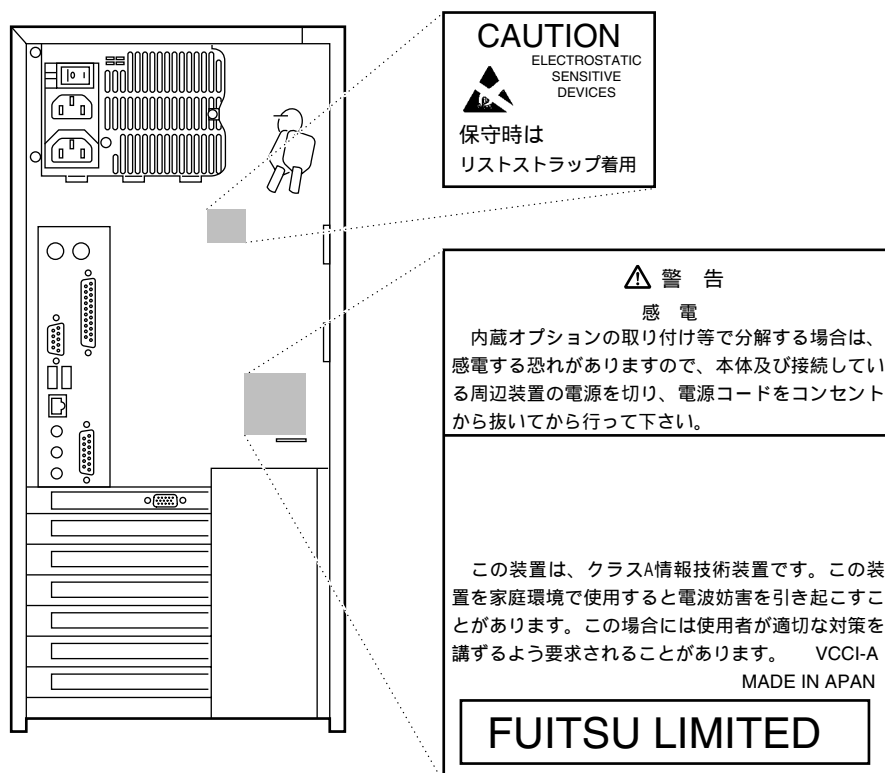 CAUTION
ELECTROSTATIC
SENSITIVE
DEVICES
保守時は
リストストラップ着用
警 告
感 電
内蔵オプションの取り付け等で分解する場合は、
感電する恐れがありますので、本体及び接続してい
る周辺装置の電源を切り、電源コードをコンセント
から抜いてから行って下さい。
この装置は、クラスA情報技術装置です。この装
置を家庭環境で使用すると電波妨害を引き起こすこ
とがあります。この場合には使用者が適切な対策を
講ずるよう要求されることがあります。 VCCI-A
MADE IN APAN
FUITSU LIMITED